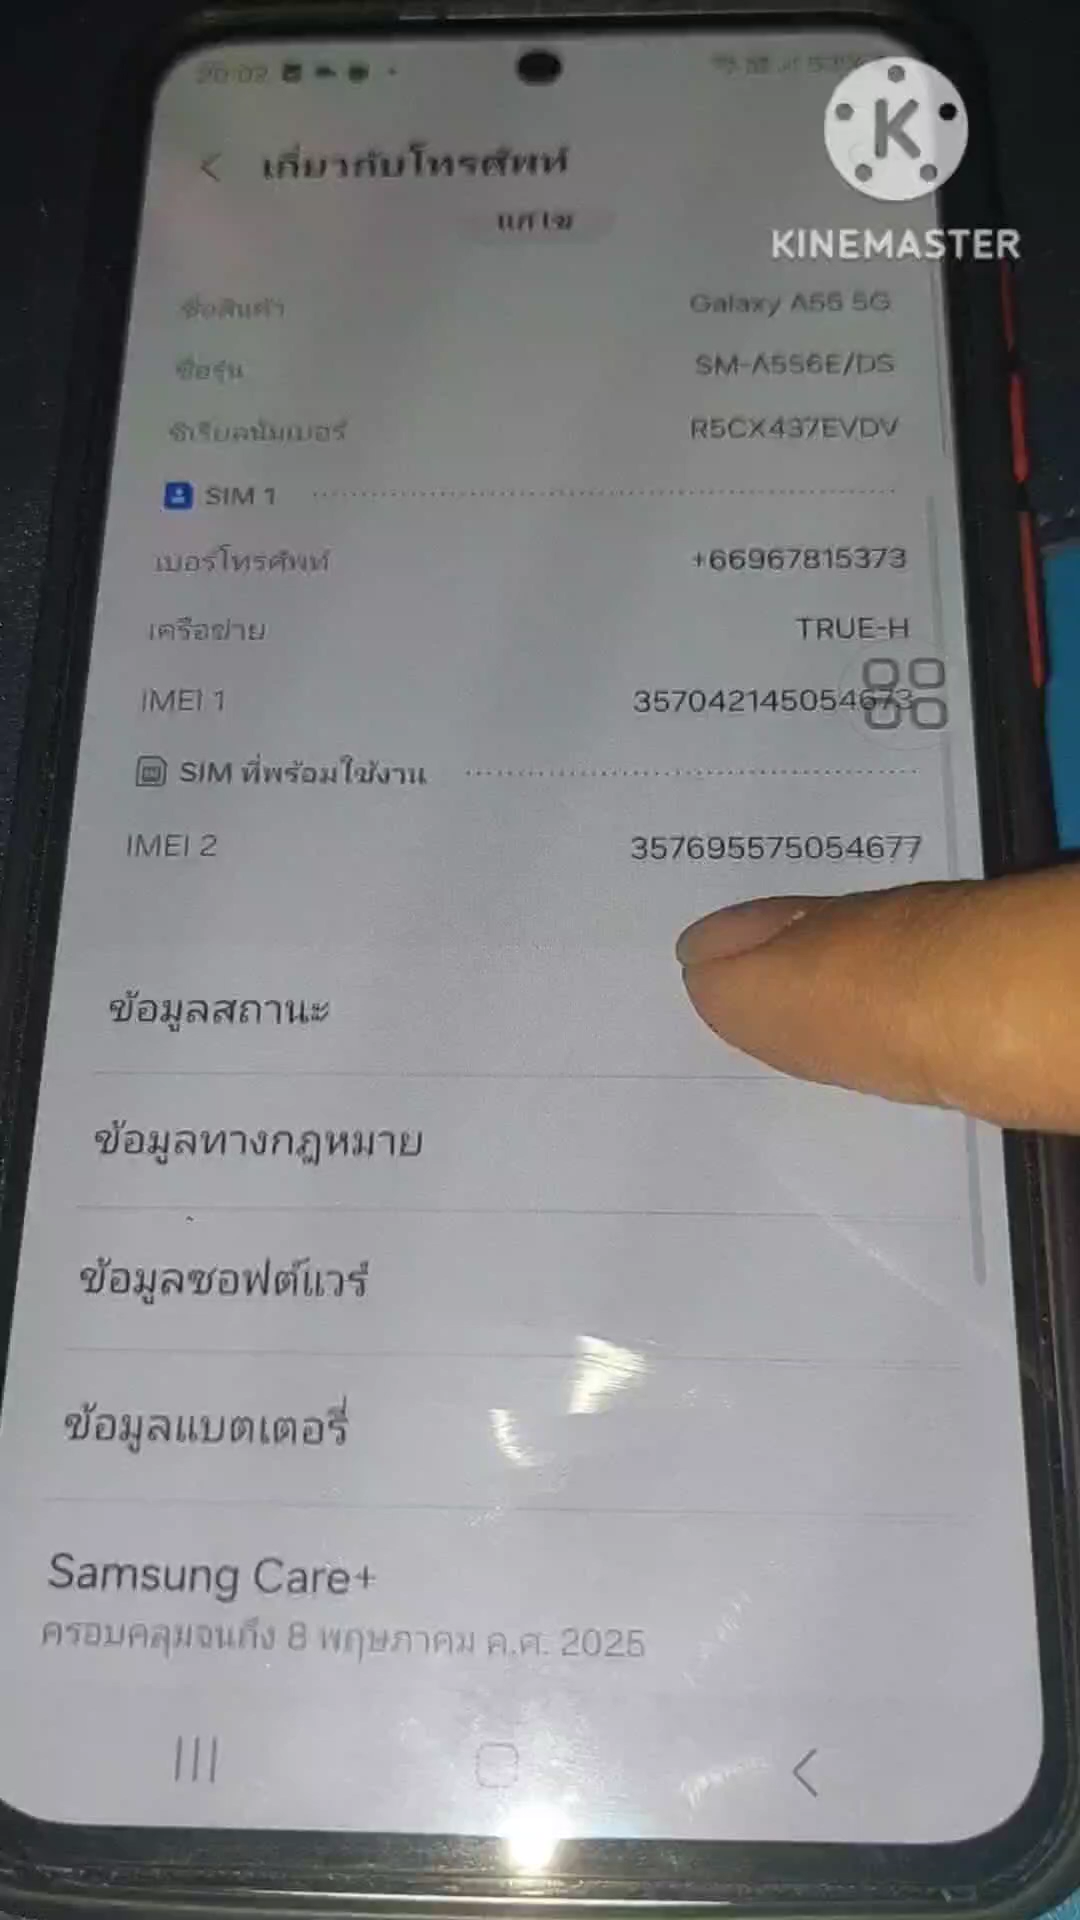 20:02
KINEMASTER
เกี่ยวกับโทรศัพท์
แก้ไข
ชื่อสินค้า Galaxy A55 5G
ชื่อรุ่น SM-A556E/DS
ซีเรียลนัมเบอร์ R5CX437EVDV
SIM 1
เบอร์โทรศัพท์ +66967815373
เครือข่าย TRUE-H
IMEI 1 357042145054673
SIM ที่พร้อมใช้งาน
IMEI 2 357695575054677
ข้อมูลสถานะ
ข้อมูลทางกฎหมาย
ข้อมูลซอฟต์แวร์
ข้อมูลแบตเตอรี่
Samsung Care+
ครอบคลุมจนถึง 8 พฤษภาคม ค.ศ. 2025